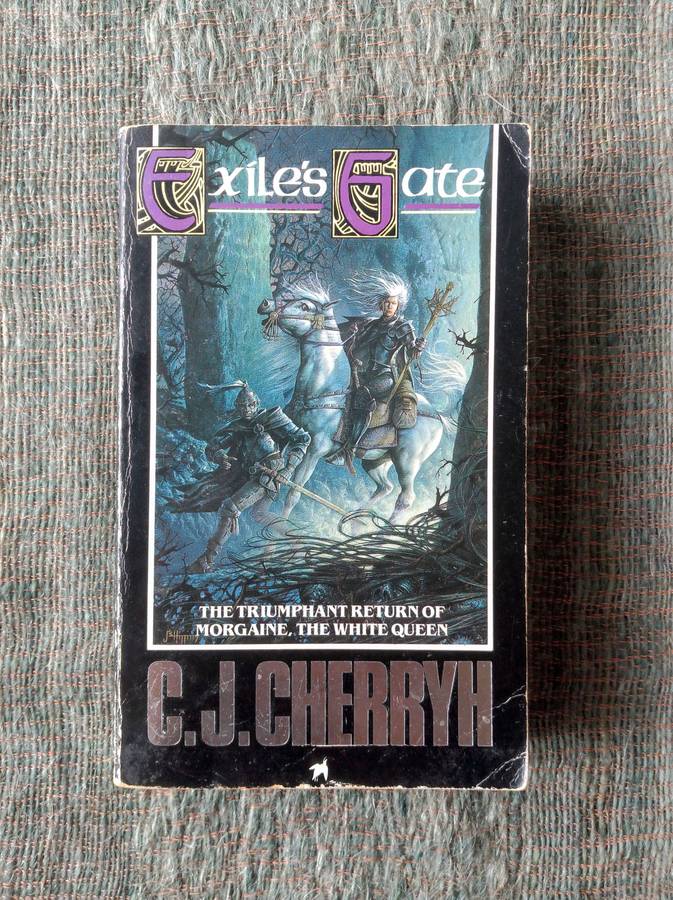 Exile's Gate
THE TRIUMPHANT RETURN OF
MORGAINE, THE WHITE QUEEN
C.J. CHERRYH